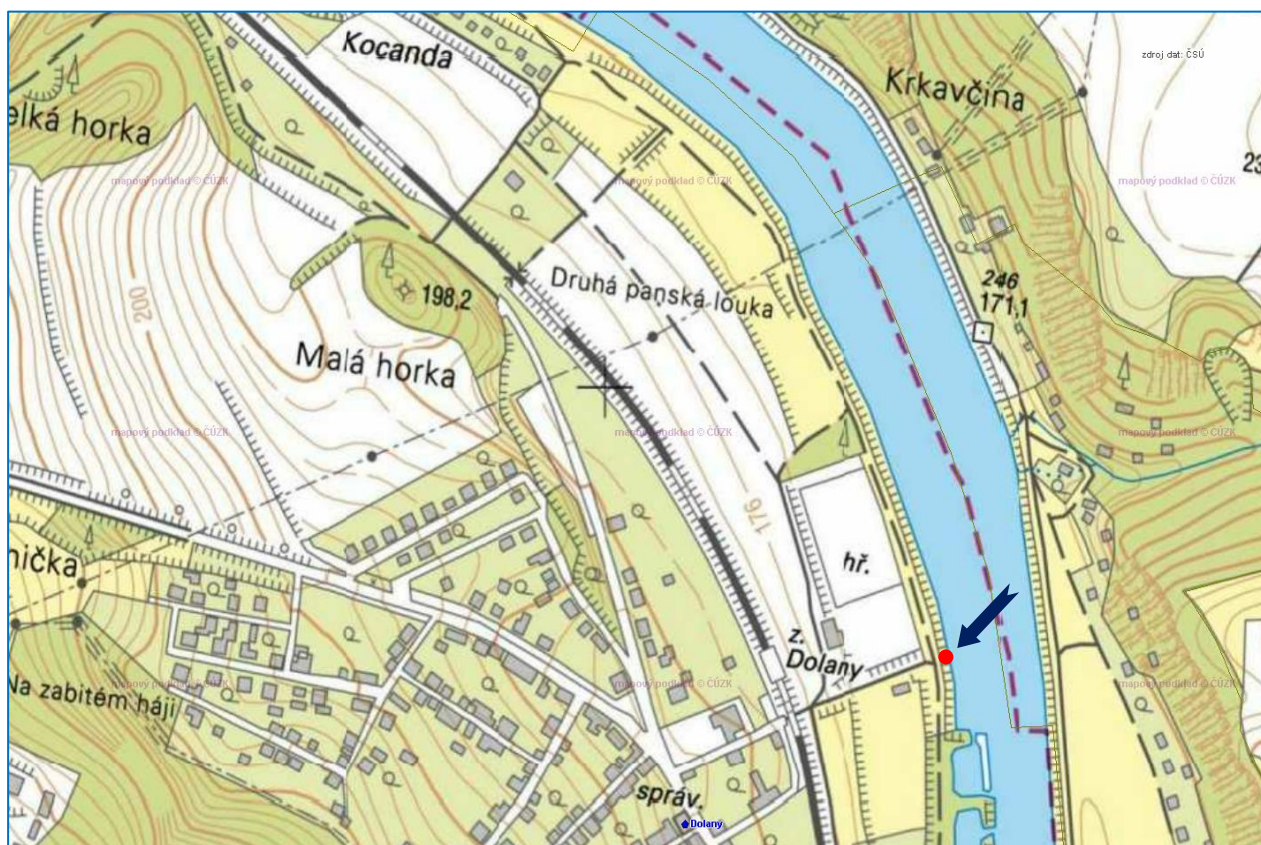 zdroj dat: ČSÚ
Kocanda
Krkavčina
elká horka
23
mapový podklad © ČÚZK
mapový podklad © ČÚZK
mapový podklad © ČÚZK
Druhá panská louka
246
171,1
198,2
200
Malá horka
mapový podklad © ČÚZK
mapový podklad © ČÚZK
mapový podklad © ČÚZK
176
hř.
nička
z.
Dolany
Na zabitém háji
mapový podklad © ČÚZK
mapový podklad © ČÚZK
mapový podklad © ČÚZK
správ.
Dolany